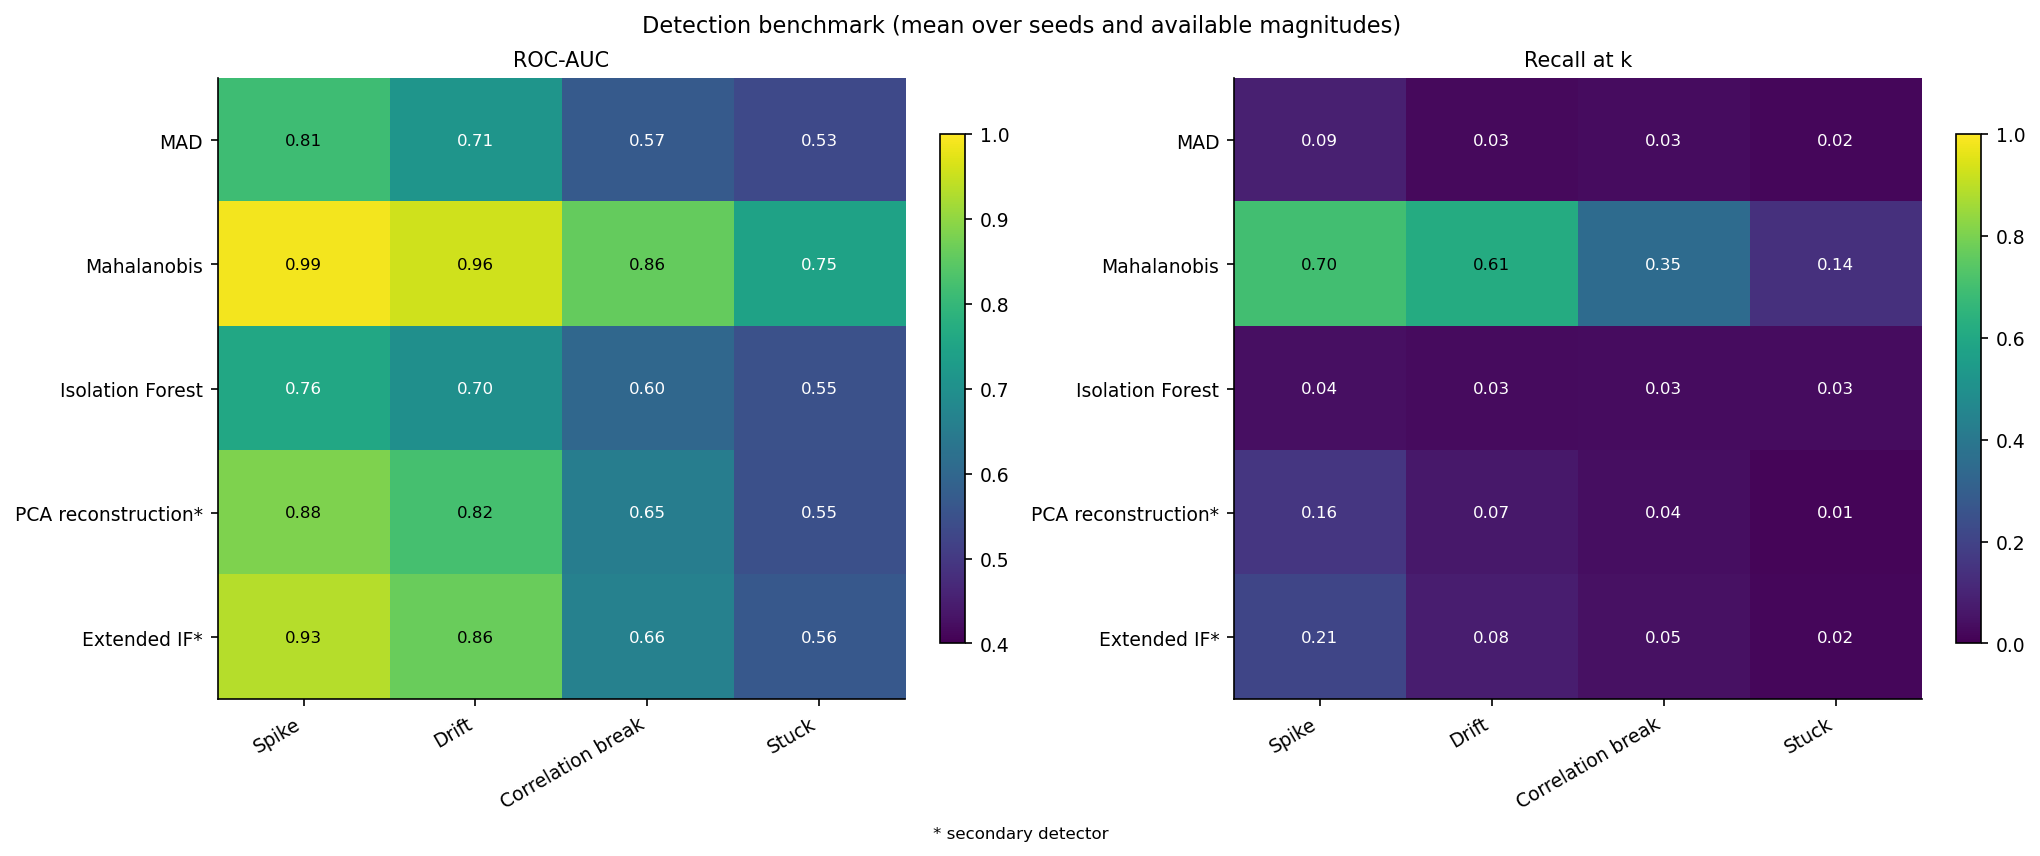 Detection benchmark (mean over seeds and available magnitudes)
ROC-AUC
MAD 0.81 0.71 0.57 0.53
Mahalanobis 0.99 0.96 0.86 0.75
Isolation Forest 0.76 0.70 0.60 0.55
PCA reconstruction* 0.88 0.82 0.65 0.55
Extended IF* 0.93 0.86 0.66 0.56
Spike Drift Correlation break Stuck
1.0
0.9
0.8
0.7
0.6
0.5
0.4
Recall at k
MAD 0.09 0.03 0.03 0.02
Mahalanobis 0.70 0.61 0.35 0.14
Isolation Forest 0.04 0.03 0.03 0.03
PCA reconstruction* 0.16 0.07 0.04 0.01
Extended IF* 0.21 0.08 0.05 0.02
Spike Drift Correlation break Stuck
1.0
0.8
0.6
0.4
0.2
0.0
* secondary detector